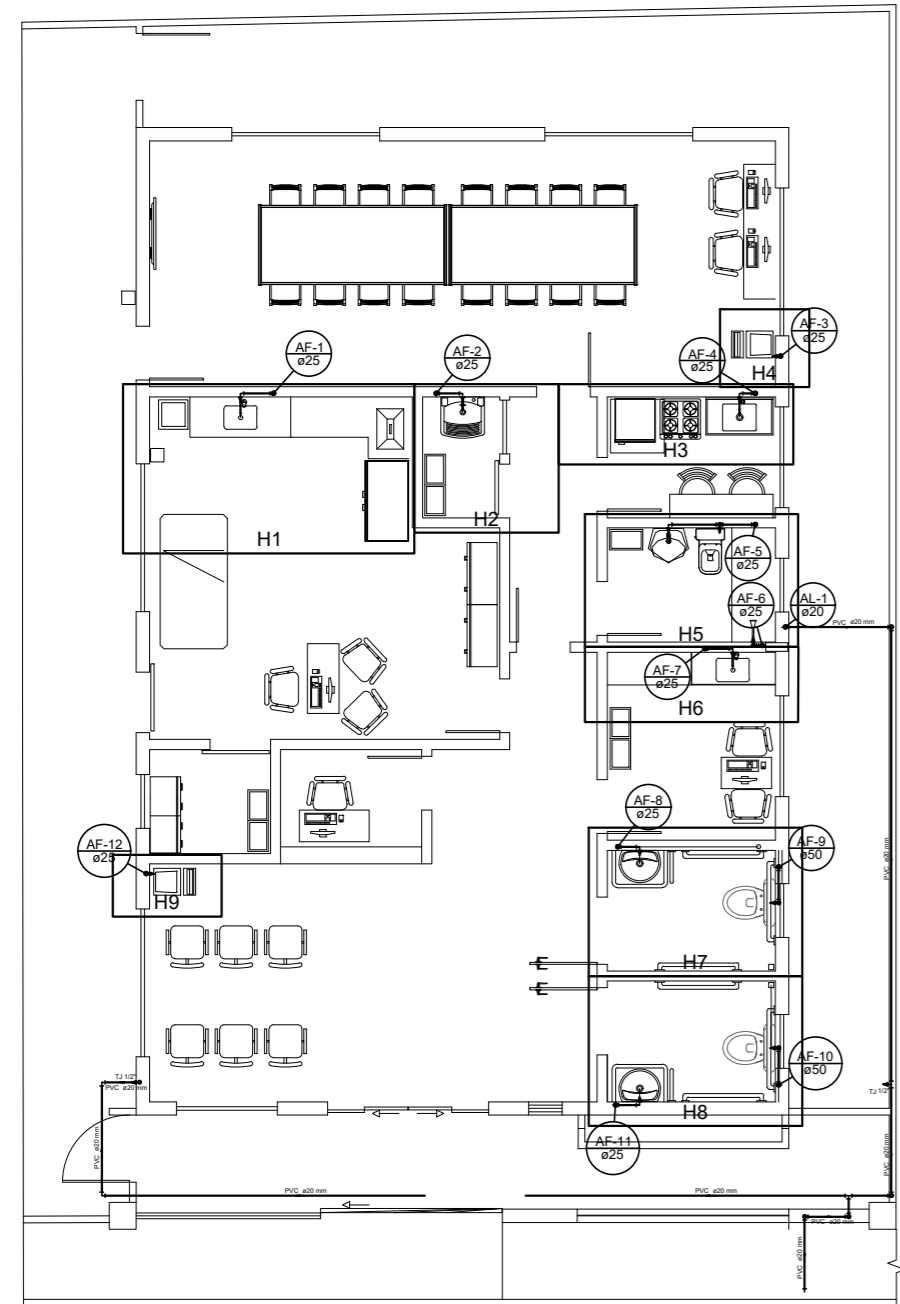 AF-3
ø25
AF-1
ø25
AF-2
ø25
AF-4
ø25
H4
H3
H2
H1
AF-5
ø25
AF-6
ø25
AL-1
ø20
PVC ø20 mm
H5
AF-7
ø25
H6
AF-8
ø25
AF-12
ø25
AF-9
ø50
PVC ø20 mm
H9
H7
AF-10
ø50
TJ 1/2"
PVC ø20 mm
TJ 1/2"
H8
AF-11
ø25
PVC ø20 mm
PVC ø20 mm
PVC ø20 mm
PVC ø20 mm
PVC ø20 mm
PVC ø20 mm